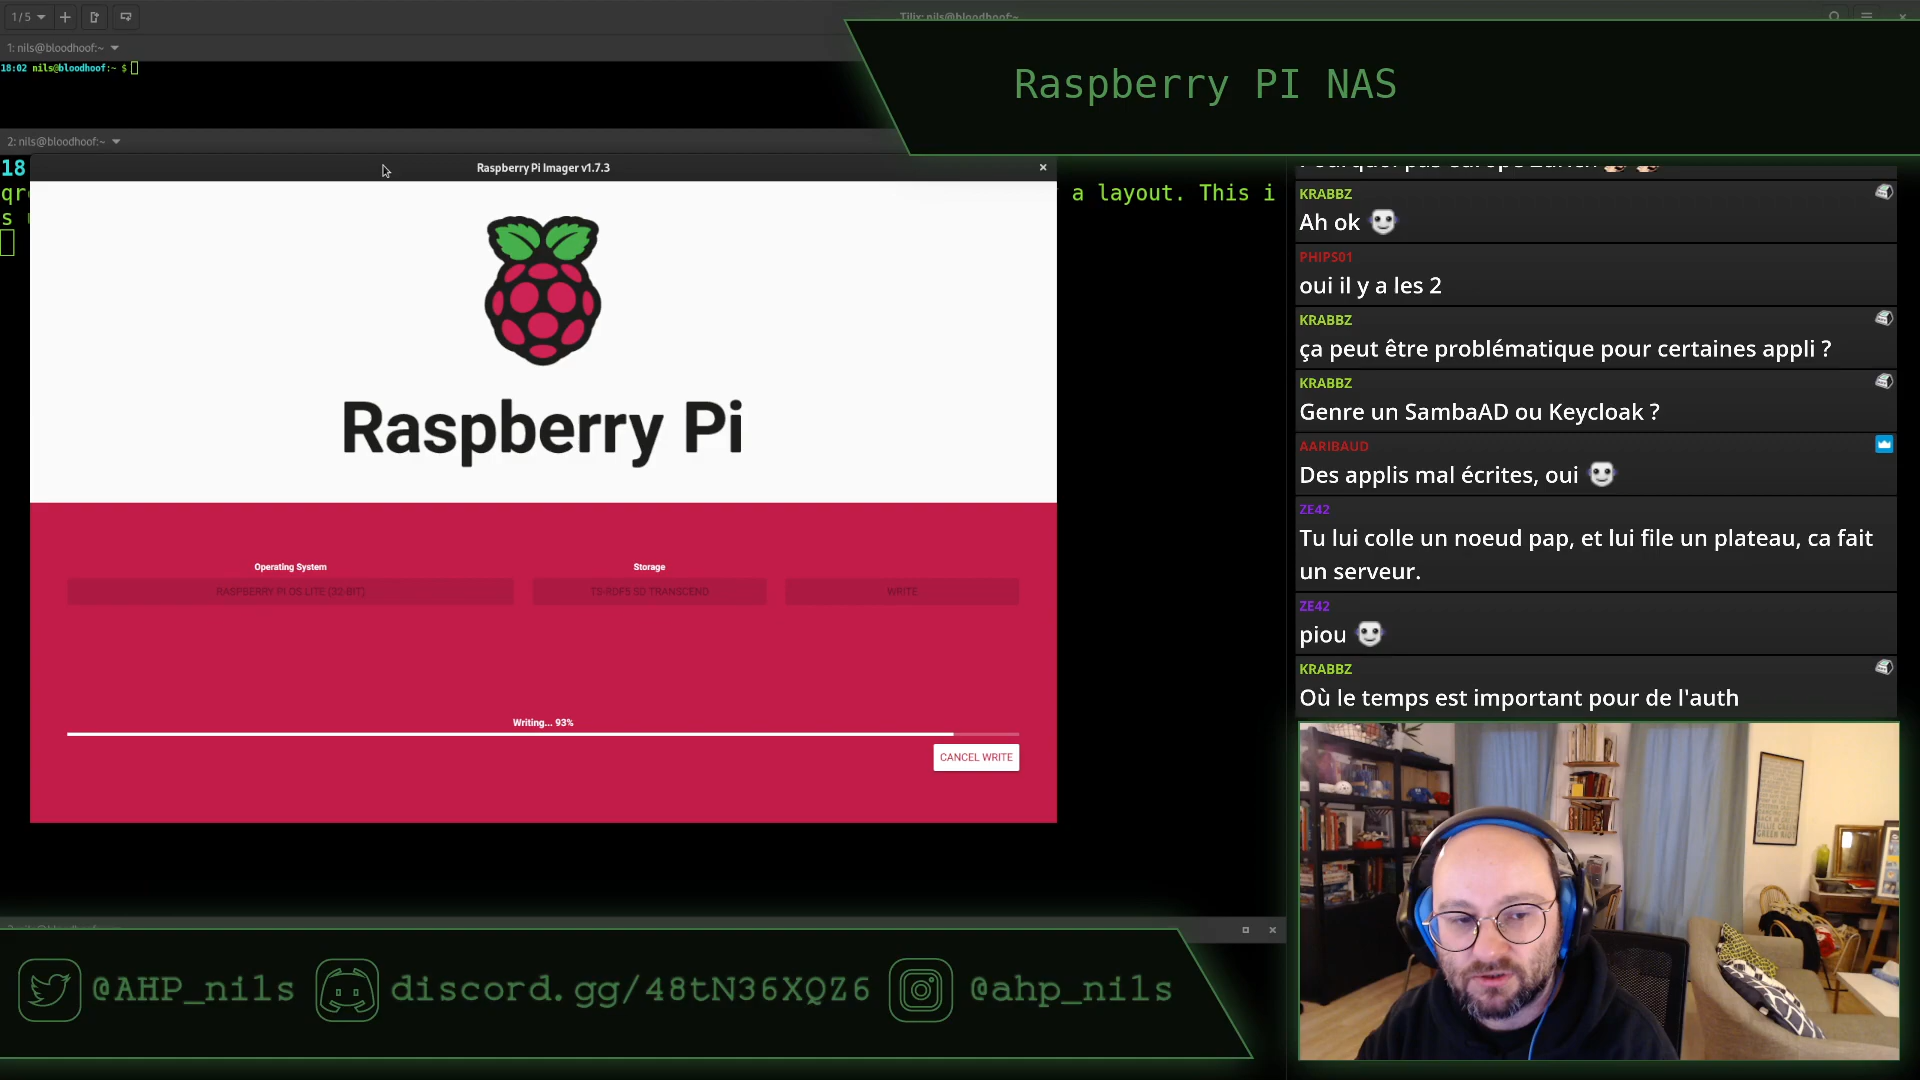 1/5
Tilix: nils@bloodhoof:~
1: nils@bloodhoof:~
18:02 nils@bloodhoof:~ $
Raspberry PI NAS
2: nils@bloodhoof:~
18
Raspberry Pi Imager v1.7.3
a layout. This i
s
Raspberry Pi
Operating System
Storage
RASPBERRY PI OS LITE (32-BIT)
TS-RDF5 SD TRANSCEND
WRITE
Writing... 93%
CANCEL WRITE
KRABBZ
Ah ok
PHIPS01
oui il y a les 2
KRABBZ
ça peut être problématique pour certaines appli ?
KRABBZ
Genre un SambaAD ou Keycloak ?
AARIBAUD
Des applis mal écrites, oui
ZE42
Tu lui colle un noeud pap, et lui file un plateau, ca fait
un serveur.
ZE42
piou
KRABBZ
Où le temps est important pour de l'auth
@AHP_nils
discord.gg/48tN36XQZ6
@ahp_nils